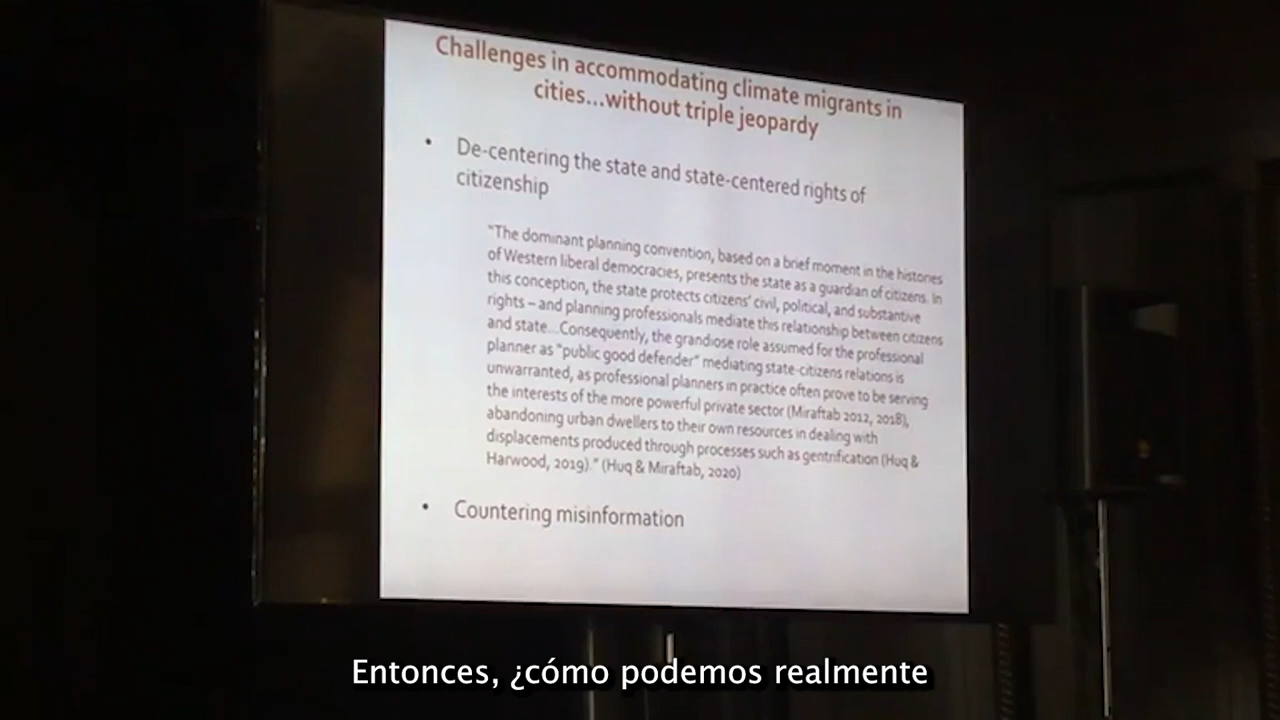 Challenges in accommodating climate migrants in
cities...without triple jeopardy
• De-centering the state and state-centered rights of
citizenship
"The dominant planning convention, based on a brief moment in the histories
of Western liberal democracies, presents the state as a guardian of citizens. In
this conception, the state protects citizens' civil, political, and substantive
rights – and planning professionals mediate this relationship between citizens
and state...Consequently, the grandiose role assumed for the professional
planner as "public good defender" mediating state-citizens relations is
unwarranted, as professional planners in practice often prove to be serving
the interests of the more powerful private sector (Miraftab 2012, 2018),
abandoning urban dwellers to their own resources in dealing with
displacements produced through processes such as gentrification (Huq &
Harwood, 2019)." (Huq & Miraftab, 2020)
• Countering misinformation
Entonces, ¿cómo podemos realmente